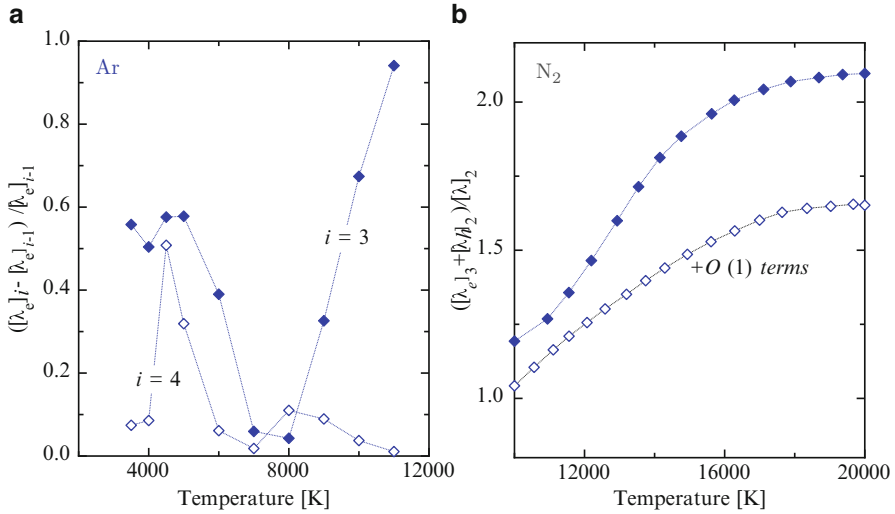 a
Ar
([λe]i- [λe]i-1) /[λe]i-1
1.0
0.8
0.6
0.4
0.2
0.0
i = 3
i = 4
4000 6000 8000 12000
Temperature [K]
b
N2
([λe]3+[λh]2)/[λ]2
2.0
1.5
1.0
+O (1) terms
12000 16000 20000
Temperature [K]